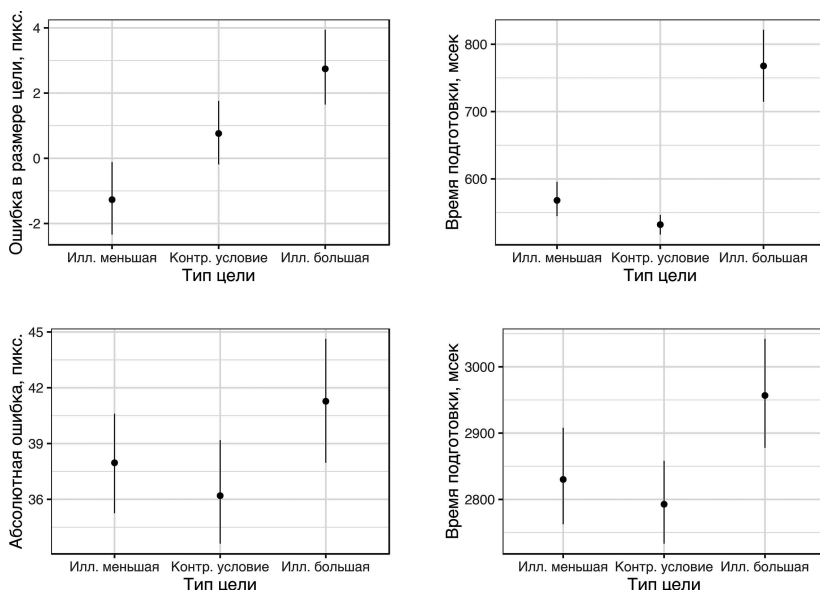 Ошибка в размере цели, пикс.
4
2
0
-2
Илл. меньшая Контр. условие Илл. большая
Тип цели
Время подготовки, мсек
800
700
600
Илл. меньшая Контр. условие Илл. большая
Тип цели
Абсолютная ошибка, пикс.
45
42
39
36
Илл. меньшая Контр. условие Илл. большая
Тип цели
Время подготовки, мсек
3000
2900
2800
Илл. меньшая Контр. условие Илл. большая
Тип цели